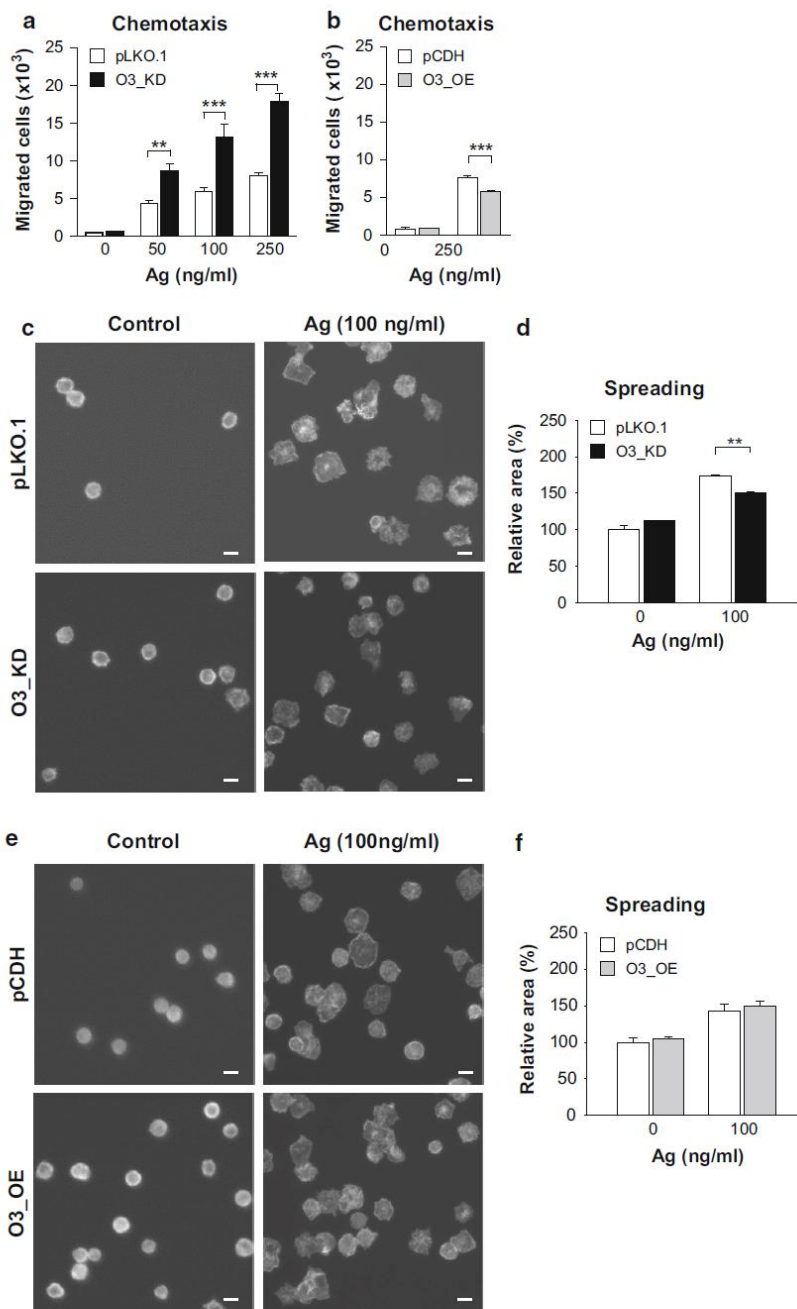 a
Chemotaxis
Migrated cells (x10³)
25
20
15
10
5
0
pLKO.1
O3_KD
**
***
***
0 50 100 250
Ag (ng/ml)
b
Chemotaxis
Migrated cells ( x10³)
25
20
15
10
5
0
pCDH
O3_OE
***
0 250
Ag (ng/ml)
c
Control
Ag (100 ng/ml)
pLKO.1
O3_KD
d
Spreading
Relative area (%)
250
200
150
100
50
0
pLKO.1
O3_KD
**
0 100
Ag (ng/ml)
e
Control
Ag (100ng/ml)
pCDH
O3_OE
f
Spreading
Relative area (%)
250
200
150
100
50
0
pCDH
O3_OE
0 100
Ag (ng/ml)